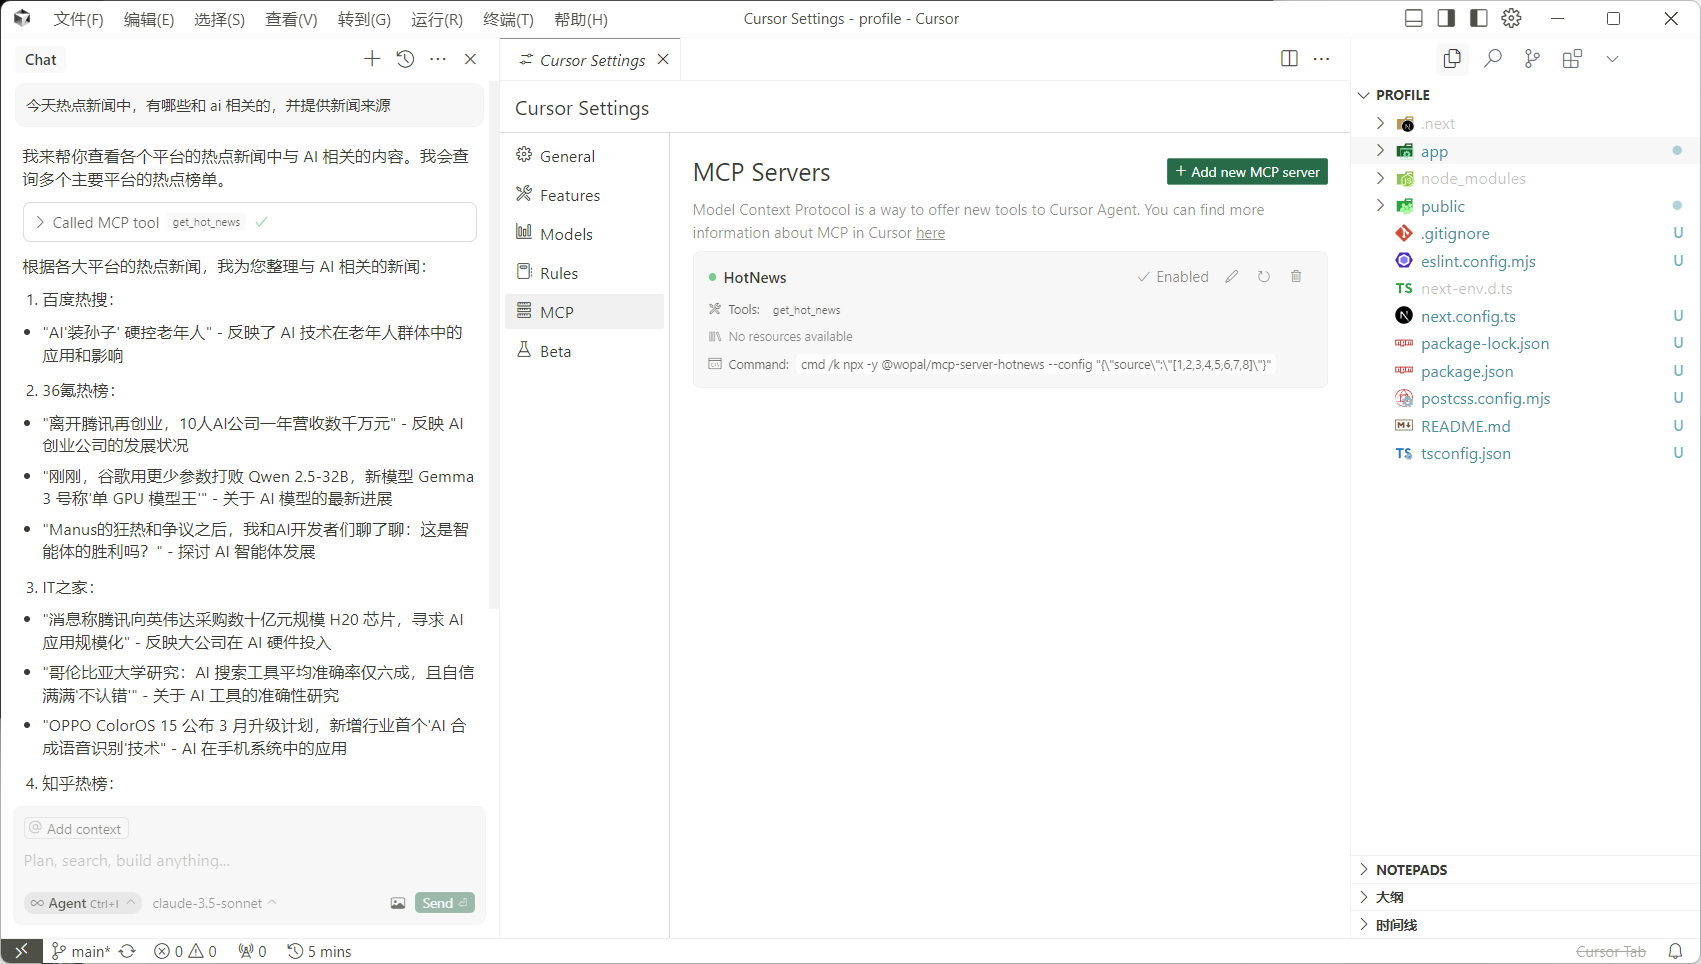 文件(F) 编辑(E) 选择(S) 查看(V) 转到(G) 运行(R) 终端(T) 帮助(H)
Cursor Settings - profile - Cursor
Chat
今天热点新闻中，有哪些和 ai 相关的，并提供新闻来源
我来帮你查看各个平台的热点新闻中与 AI 相关的内容。我会查
询多个主要平台的热点榜单。
Called MCP tool get_hot_news
根据各大平台的热点新闻，我为您整理与 AI 相关的新闻：
1. 百度热搜：
"AI'装孙子' 硬控老年人" - 反映了 AI 技术在老年人群体中的
应用和影响
2. 36氪热榜：
"离开腾讯再创业，10人AI公司一年营收数千万元" - 反映 AI
创业公司的发展状况
"刚刚，谷歌用更少参数打败 Qwen 2.5-32B，新模型 Gemma
3 号称'单 GPU 模型王'" - 关于 AI 模型的最新进展
"Manus的狂热和争议之后，我和AI开发者们聊了聊：这是智
能体的胜利吗？" - 探讨 AI 智能体发展
3. IT之家：
"消息称腾讯向英伟达采购数十亿元规模 H20 芯片，寻求 AI
应用规模化" - 反映大公司在 AI 硬件投入
"哥伦比亚大学研究：AI 搜索工具平均准确率仅六成，且自信
满满'不认错'" - 关于 AI 工具的准确性研究
"OPPO ColorOS 15 公布 3 月升级计划，新增行业首个'AI 合
成语音识别'技术" - AI 在手机系统中的应用
4. 知乎热榜：
@ Add context
Plan, search, build anything...
∞ Agent Ctrl+I claude-3.5-sonnet Send
Cursor Settings
Cursor Settings
General
Features
Models
Rules
MCP
Beta
MCP Servers
+ Add new MCP server
Model Context Protocol is a way to offer new tools to Cursor Agent. You can find more
information about MCP in Cursor here
HotNews
Enabled
Tools: get_hot_news
No resources available
Command: cmd /k npx -y @wopal/mcp-server-hotnews --config "{\"source\":\"[1,2,3,4,5,6,7,8]\"}"
PROFILE
.next
app
node_modules
public
.gitignore U
eslint.config.mjs U
TS next-env.d.ts
N next.config.ts U
package-lock.json U
package.json U
postcss.config.mjs U
README.md U
TS tsconfig.json U
NOTEPADS
大纲
时间线
main* 0 0 0 5 mins
Cursor Tab